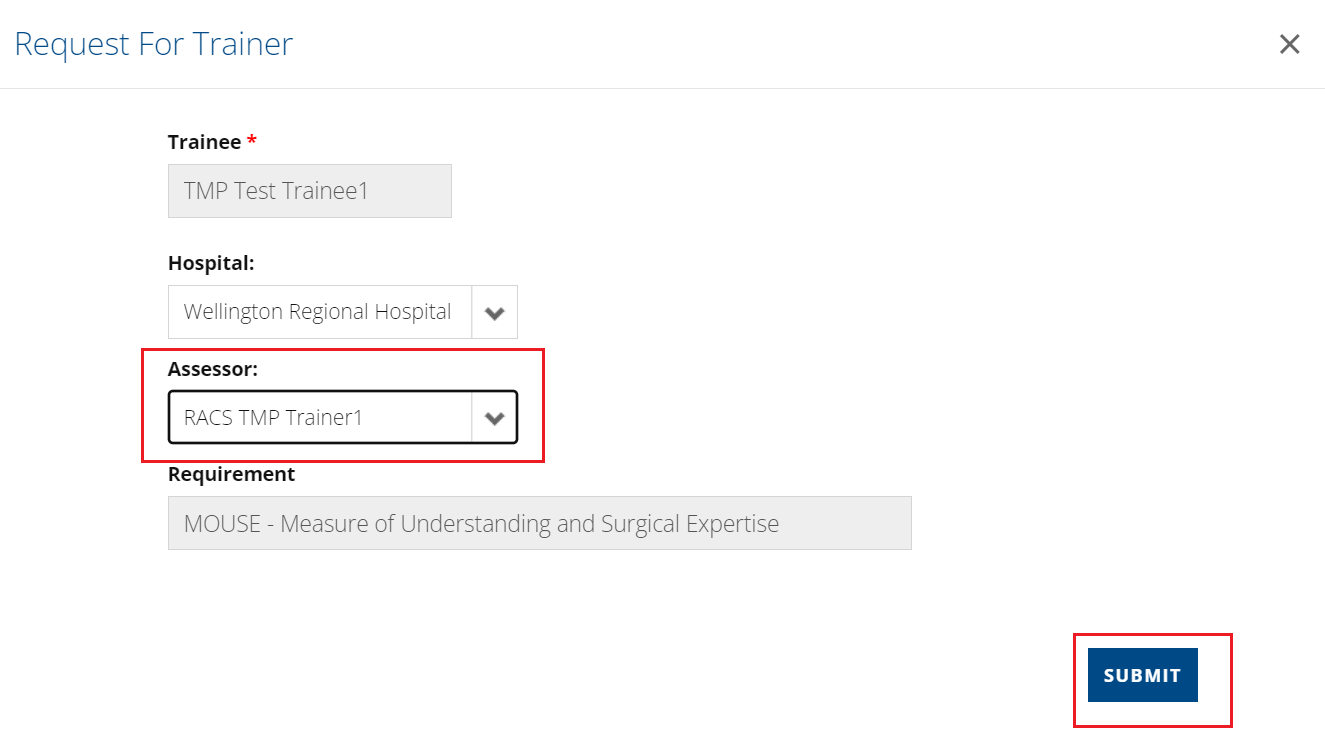 Request For Trainer
Trainee *
TMP Test Trainee1
Hospital:
Wellington Regional Hospital
Assessor:
RACS TMP Trainer1
Requirement
MOUSE - Measure of Understanding and Surgical Expertise
SUBMIT